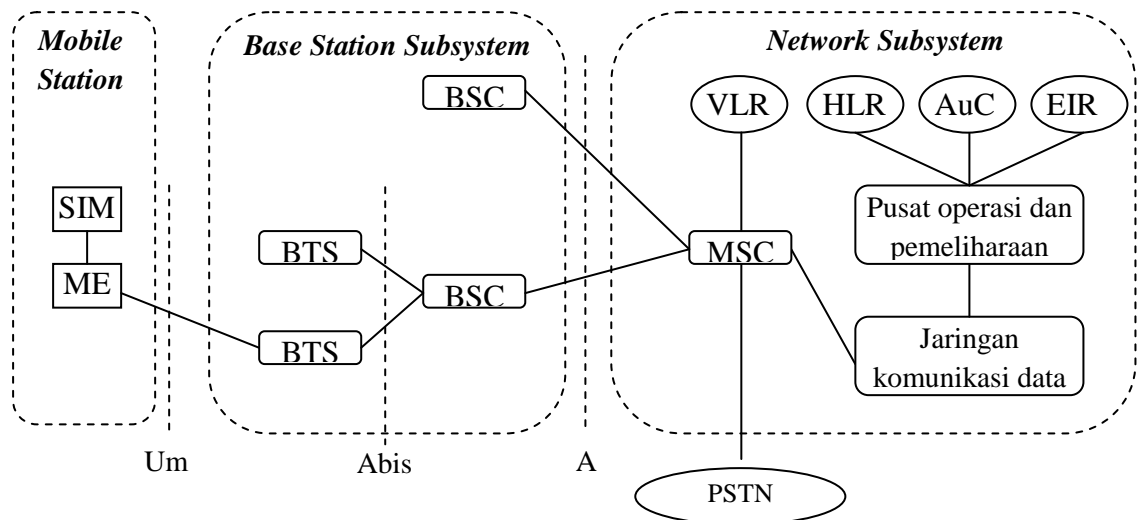 Mobile
Station
Base Station Subsystem
Network Subsystem
BSC
VLR
HLR
AuC
EIR
SIM
ME
BTS
BSC
BTS
MSC
Pusat operasi dan
pemeliharaan
Jaringan
komunikasi data
Um
Abis
A
PSTN